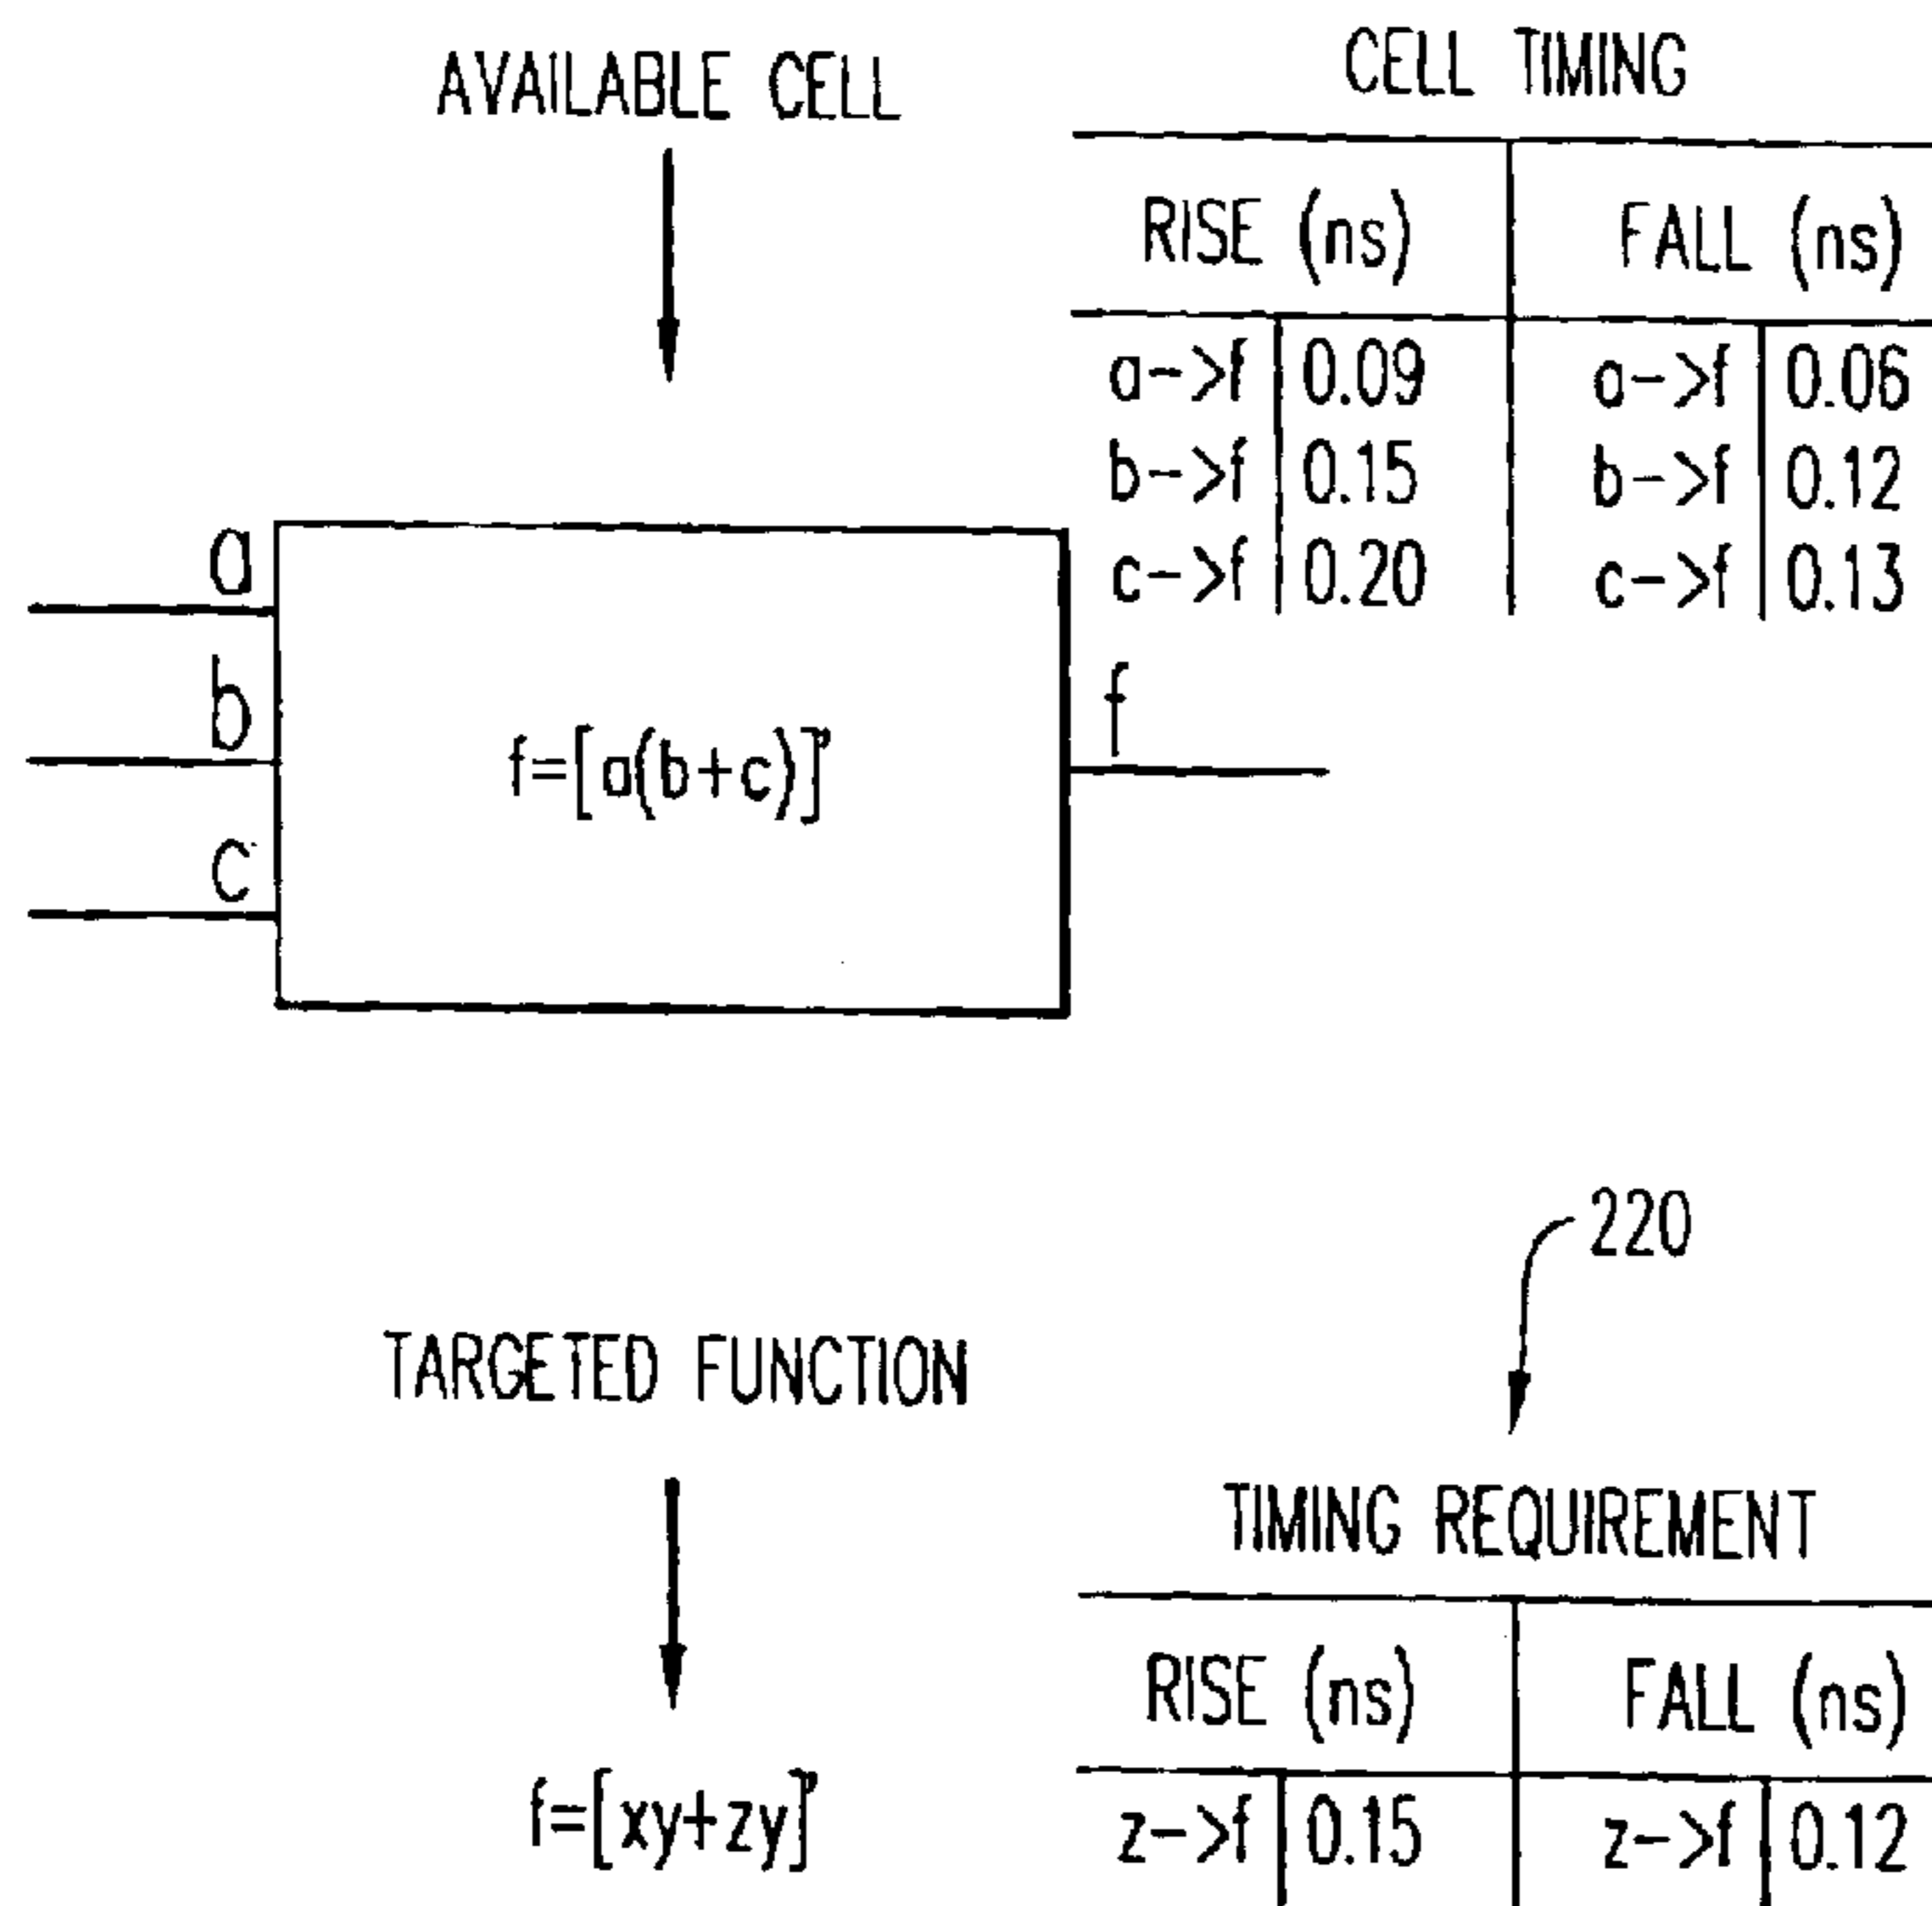 AVAILABLE CELL
CELL TIMING
RISE (ns) FALL (ns)
a->f 0.09 a->f 0.06
b->f 0.15 b->f 0.12
c->f 0.20 c->f 0.13
a
b
c
f
f=[a(b+c)]'
220
TARGETED FUNCTION
TIMING REQUIREMENT
RISE (ns) FALL (ns)
f=[xy+zy]'
z->f 0.15 z->f 0.12